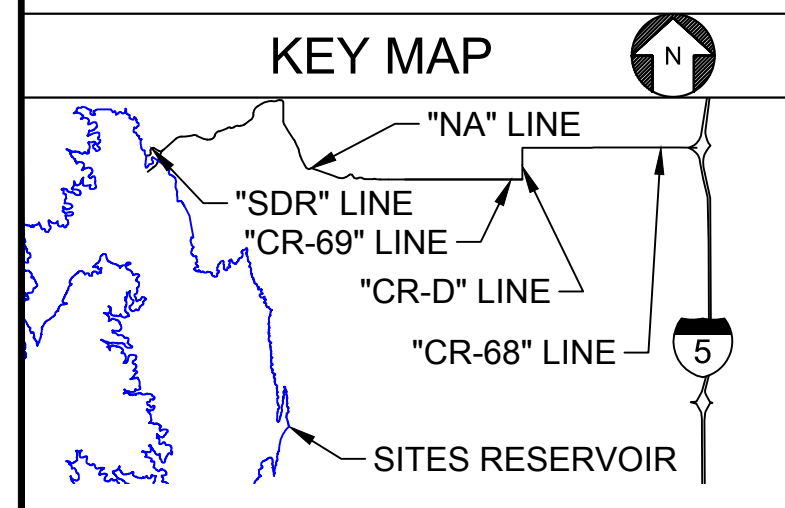 KEY MAP
N
"NA" LINE
"SDR" LINE
"CR-69" LINE
"CR-D" LINE
"CR-68" LINE
5
SITES RESERVOIR